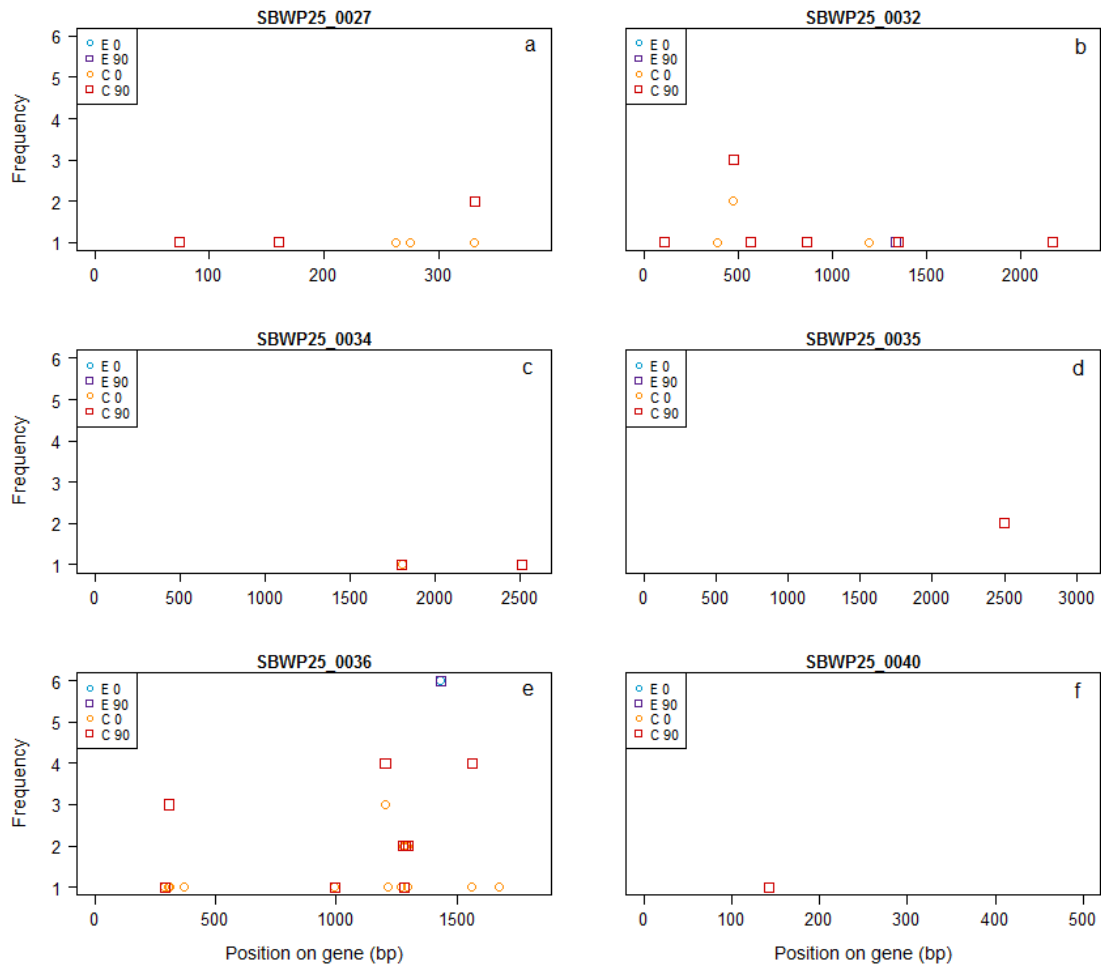 SBWP25_0027
a
E 0
E 90
C 0
C 90
Frequency
6
5
4
3
2
1
0 100 200 300
SBWP25_0032
b
E 0
E 90
C 0
C 90
0 500 1000 1500 2000
SBWP25_0034
c
E 0
E 90
C 0
C 90
Frequency
6
5
4
3
2
1
0 500 1000 1500 2000 2500
SBWP25_0035
d
E 0
E 90
C 0
C 90
0 500 1000 1500 2000 2500 3000
SBWP25_0036
e
E 0
E 90
C 0
C 90
Frequency
6
5
4
3
2
1
0 500 1000 1500
Position on gene (bp)
SBWP25_0040
f
E 0
E 90
C 0
C 90
0 100 200 300 400 500
Position on gene (bp)